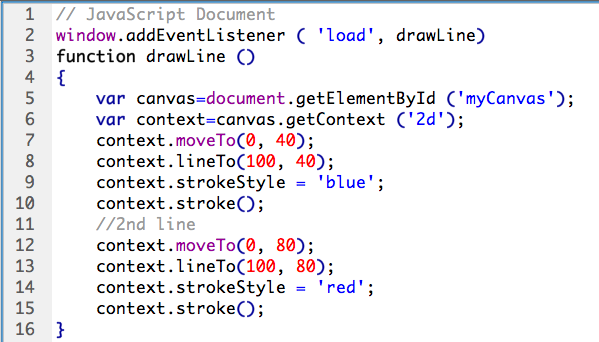 1 // JavaScript Document
2 window.addEventListener ( 'load', drawLine)
3 function drawLine ()
4 {
5     var canvas=document.getElementById ('myCanvas');
6     var context=canvas.getContext ('2d');
7     context.moveTo(0, 40);
8     context.lineTo(100, 40);
9     context.strokeStyle = 'blue';
10     context.stroke();
11     //2nd line
12     context.moveTo(0, 80);
13     context.lineTo(100, 80);
14     context.strokeStyle = 'red';
15     context.stroke();
16 }